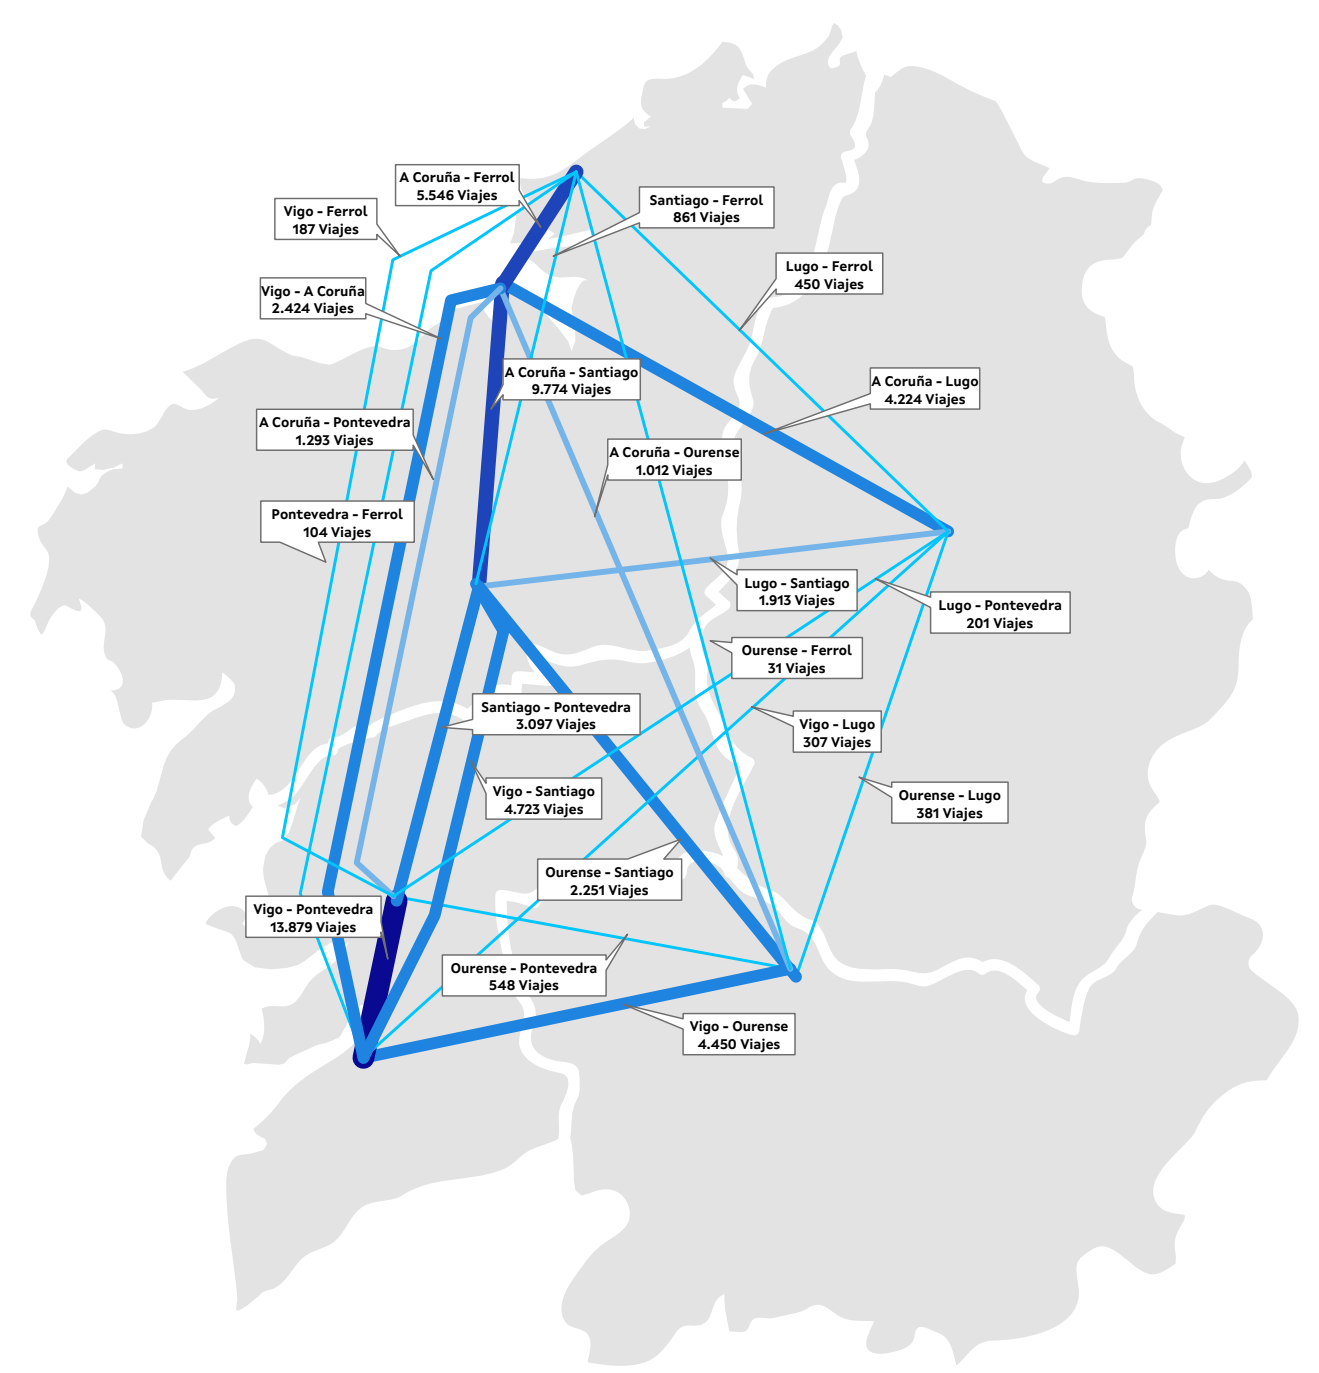 A Coruña - Ferrol
5.546 Viajes
Santiago - Ferrol
861 Viajes
Vigo - Ferrol
187 Viajes
Lugo - Ferrol
450 Viajes
Vigo - A Coruña
2.424 Viajes
A Coruña - Santiago
9.774 Viajes
A Coruña - Lugo
4.224 Viajes
A Coruña - Pontevedra
1.293 Viajes
A Coruña - Ourense
1.012 Viajes
Pontevedra - Ferrol
104 Viajes
Lugo - Santiago
1.913 Viajes
Lugo - Pontevedra
201 Viajes
Ourense - Ferrol
31 Viajes
Santiago - Pontevedra
3.097 Viajes
Vigo - Lugo
307 Viajes
Vigo - Santiago
4.723 Viajes
Ourense - Lugo
381 Viajes
Ourense - Santiago
2.251 Viajes
Vigo - Pontevedra
13.879 Viajes
Ourense - Pontevedra
548 Viajes
Vigo - Ourense
4.450 Viajes